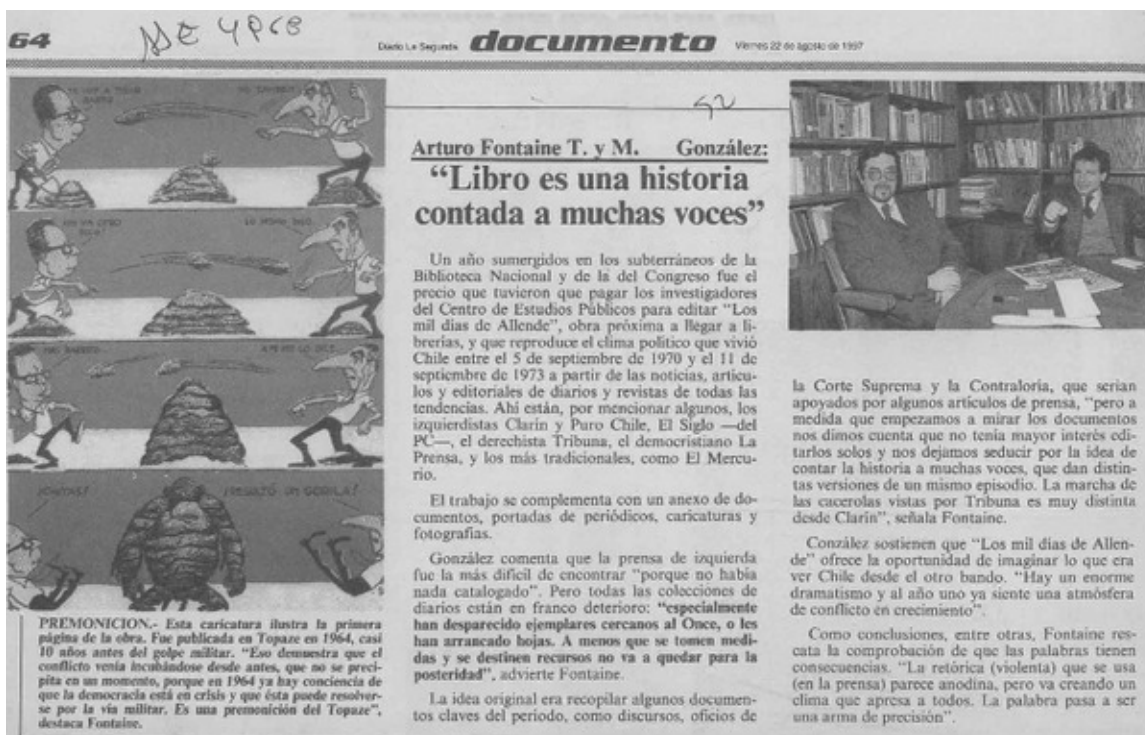 64
Diario La Segunda documento Viernes 22 de agosto de 1997
52
Arturo Fontaine T. y M. González:
“Libro es una historia
contada a muchas voces”
Un año sumergidos en los subterráneos de la
Biblioteca Nacional y de la del Congreso fue el
precio que tuvieron que pagar los investigadores
del Centro de Estudios Públicos para editar “Los
mil días de Allende”, obra próxima a llegar a li-
brerías, y que reproduce el clima político que vivió
Chile entre el 5 de septiembre de 1970 y el 11 de
septiembre de 1973 a partir de las noticias, artícu-
los y editoriales de diarios y revistas de todas las
tendencias. Ahí están, por mencionar algunos, los
izquierdistas Clarín y Puro Chile, El Siglo —del
PC—, el derechista Tribuna, el democristiano La
Prensa, y los más tradicionales, como El Mercu-
rio.
El trabajo se complementa con un anexo de do-
cumentos, portadas de periódicos, caricaturas y
fotografías.
González comenta que la prensa de izquierda
fue la más difícil de encontrar “porque no había
nada catalogado”. Pero todas las colecciones de
diarios están en franco deterioro: “especialmente
han desparecido ejemplares cercanos al Once, o les
han arrancado hojas. A menos que se tomen medi-
das y se destinen recursos no va a quedar para la
posteridad”, advierte Fontaine.
La idea original era recopilar algunos documen-
tos claves del periodo, como discursos, oficios de
la Corte Suprema y la Contraloría, que serían
apoyados por algunos artículos de prensa, “pero a
medida que empezamos a mirar los documentos
nos dimos cuenta que no tenía mayor interés edi-
tarlos solos y nos dejamos seducir por la idea de
contar la historia a muchas voces, que dan distin-
tas versiones de un mismo episodio. La marcha de
las cacerolas vistas por Tribuna es muy distinta
desde Clarín”, señala Fontaine.
González sostienen que “Los mil días de Allen-
de” ofrece la oportunidad de imaginar lo que era
ver Chile desde el otro bando. “Hay un enorme
dramatismo y al año uno ya siente una atmósfera
de conflicto en crecimiento”.
Como conclusiones, entre otras, Fontaine res-
cata la comprobación de que las palabras tienen
consecuencias. “La retórica (violenta) que se usa
(en la prensa) parece anodina, pero va creando un
clima que apresa a todos. La palabra pasa a ser
una arma de precisión”.
¡RESULTÓ UN GORILA!
PREMONICION.- Esta caricatura ilustra la primera
página de la obra. Fue publicada en Topaze en 1964, casi
10 años antes del golpe militar. “Eso demuestra que el
conflicto venía incubándose desde antes, que no se preci-
pita en un momento, porque en 1964 ya hay conciencia de
que la democracia está en crisis y que ésta puede resolver-
se por la vía militar. Es una premonición del Topaze”,
destaca Fontaine.